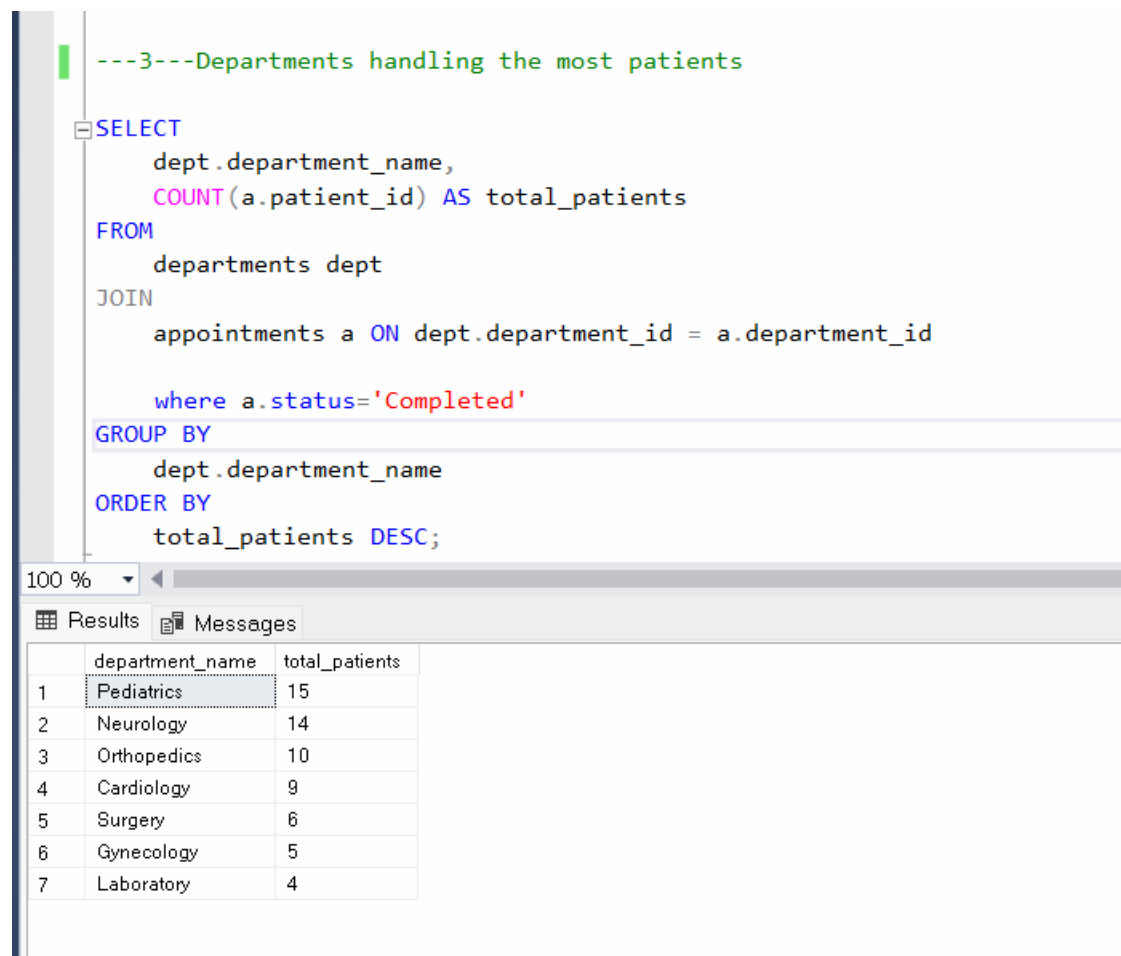 ---3---Departments handling the most patients
SELECT
dept.department_name,
COUNT(a.patient_id) AS total_patients
FROM
departments dept
JOIN
appointments a ON dept.department_id = a.department_id
where a.status='Completed'
GROUP BY
dept.department_name
ORDER BY
total_patients DESC;
100 %
Results Messages
department_name total_patients
1 Pediatrics 15
2 Neurology 14
3 Orthopedics 10
4 Cardiology 9
5 Surgery 6
6 Gynecology 5
7 Laboratory 4